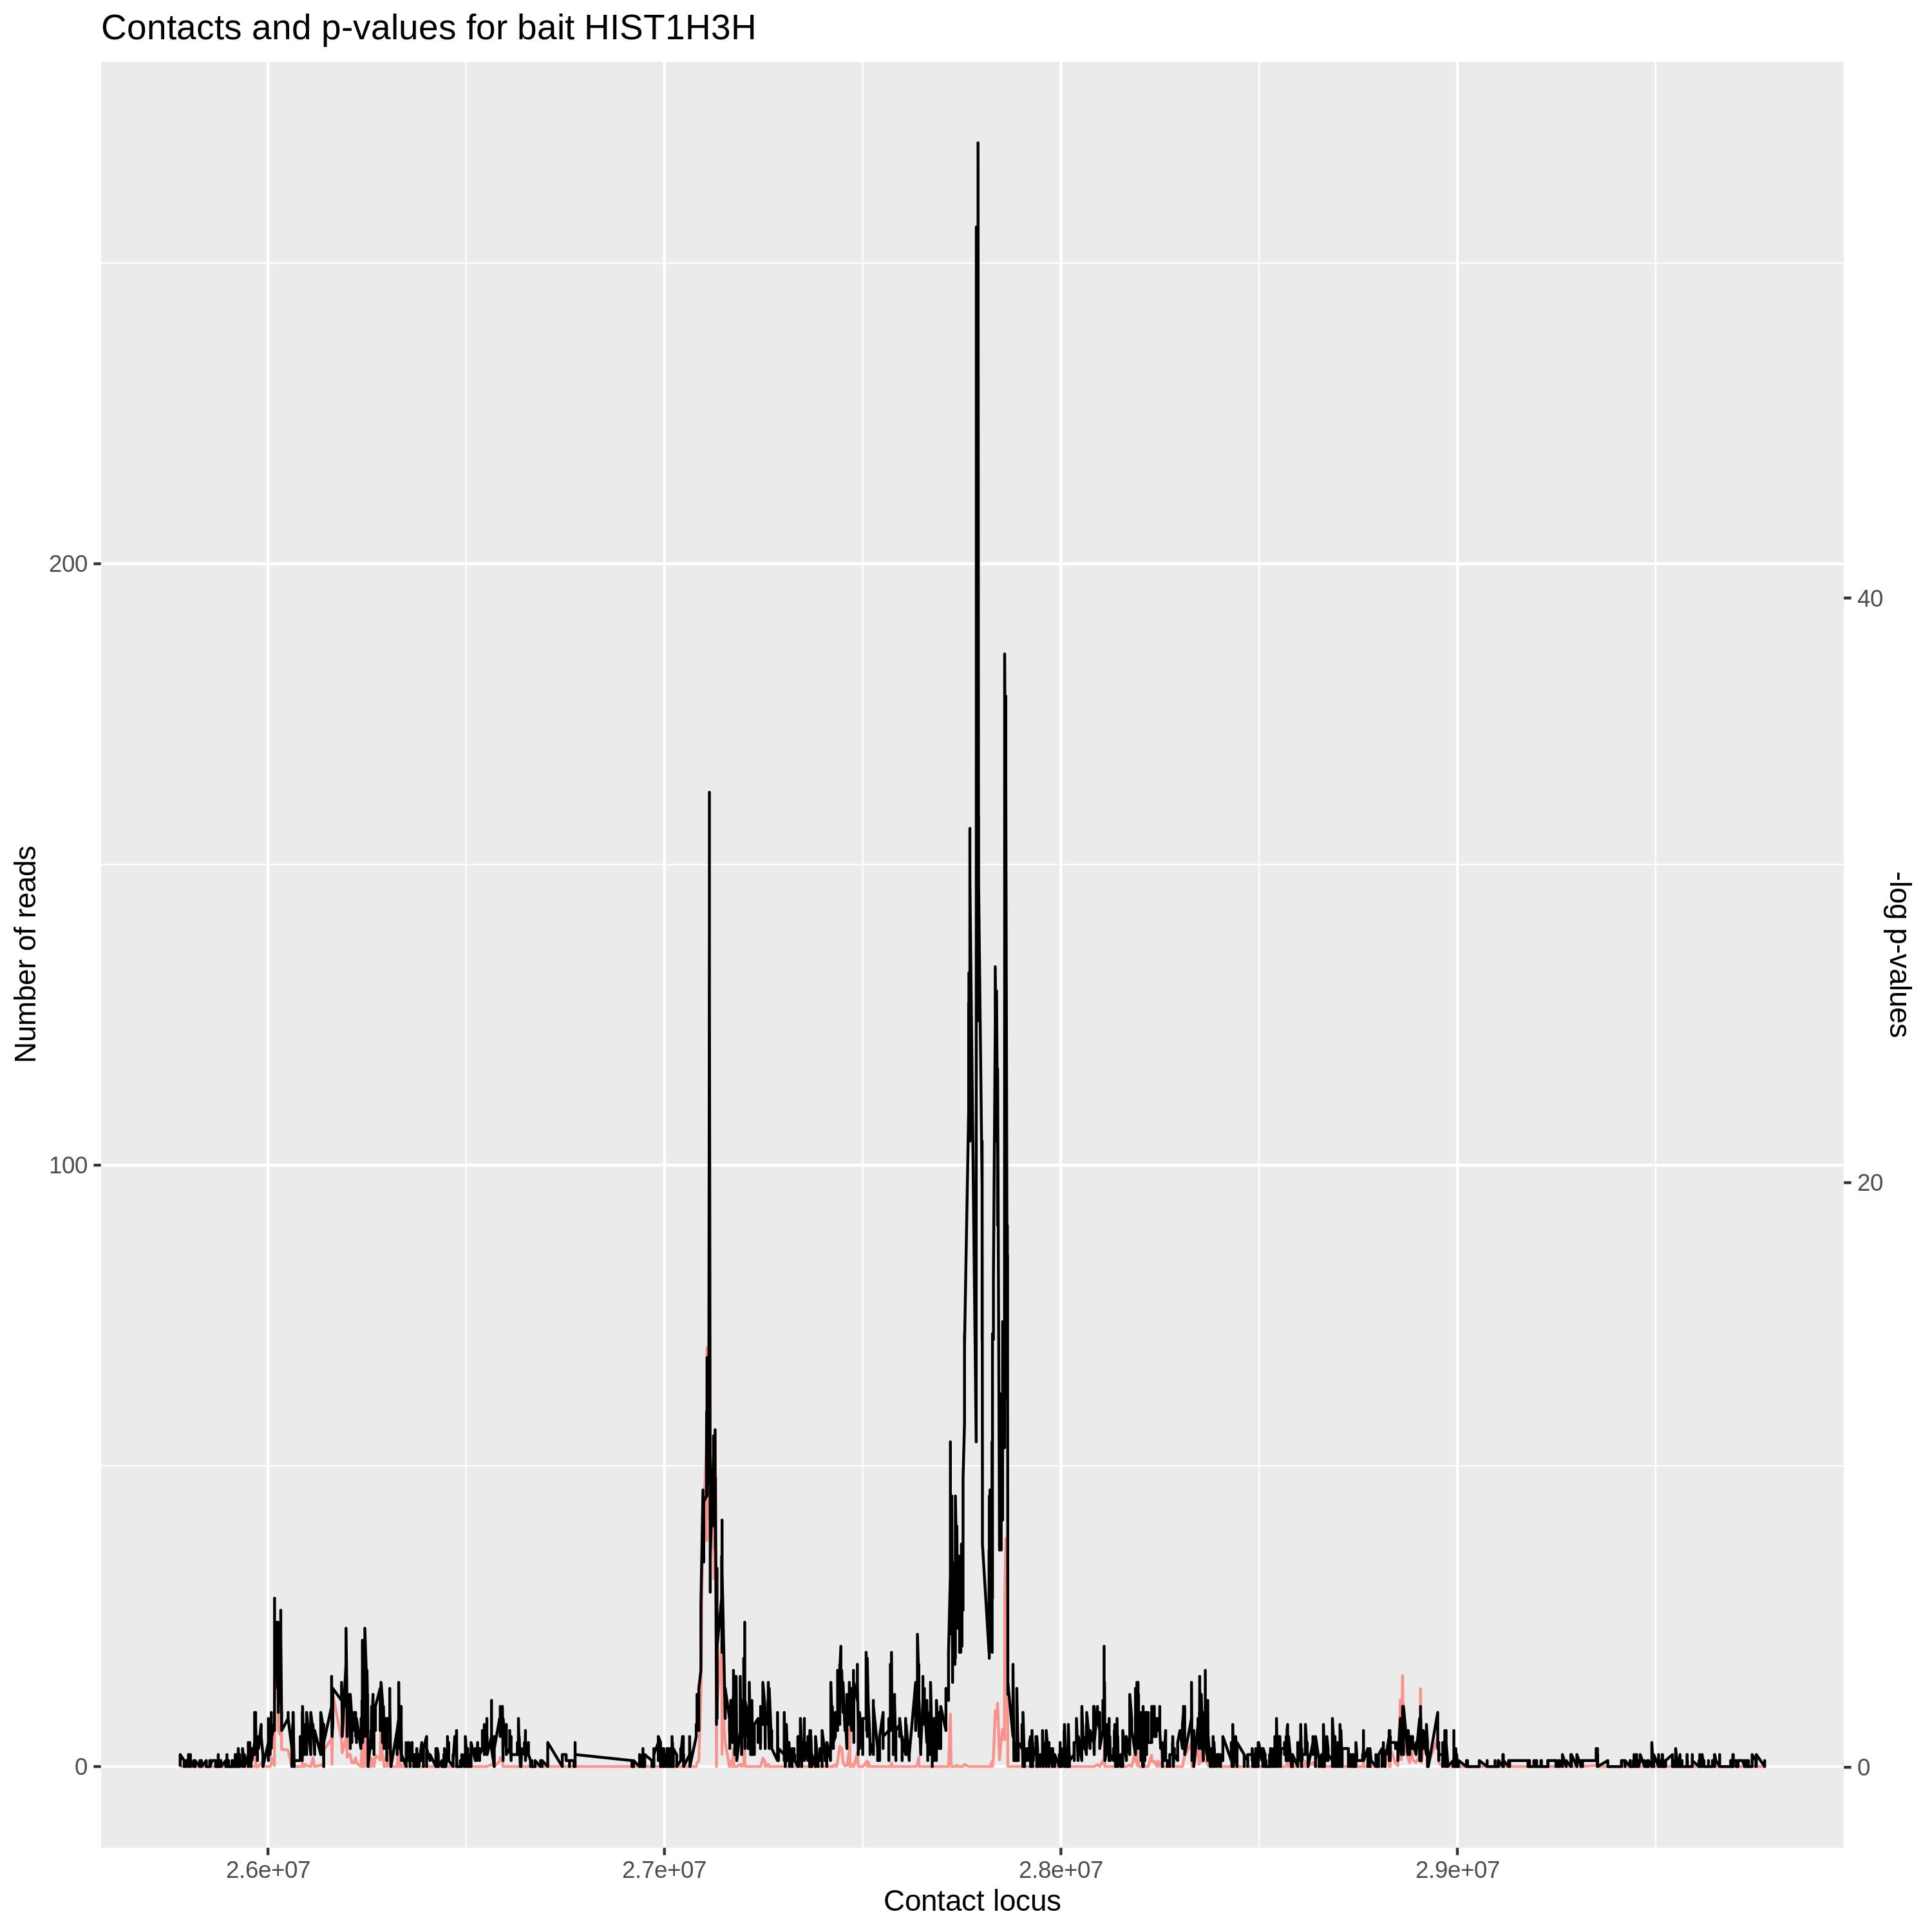 Contacts and p-values for bait HIST1H3H
Number of reads
200
100
0
40
20
0
-log p-values
2.6e+07
2.7e+07
2.8e+07
2.9e+07
Contact locus